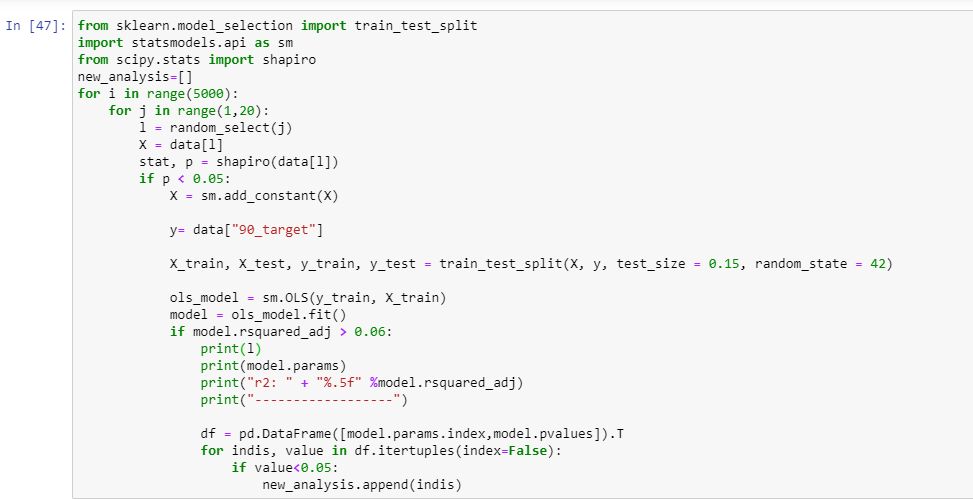 In [47]: from sklearn.model_selection import train_test_split
import statsmodels.api as sm
from scipy.stats import shapiro
new_analysis=[]
for i in range(5000):
    for j in range(1,20):
        l = random_select(j)
        X = data[l]
        stat, p = shapiro(data[l])
        if p < 0.05:
            X = sm.add_constant(X)

            y= data["90_target"]

            X_train, X_test, y_train, y_test = train_test_split(X, y, test_size = 0.15, random_state = 42)

            ols_model = sm.OLS(y_train, X_train)
            model = ols_model.fit()
            if model.rsquared_adj > 0.06:
                print(l)
                print(model.params)
                print("r2: " + "%.5f" %model.rsquared_adj)
                print("------------------")

                df = pd.DataFrame([model.params.index,model.pvalues]).T
                for indis, value in df.itertuples(index=False):
                    if value<0.05:
                        new_analysis.append(indis)